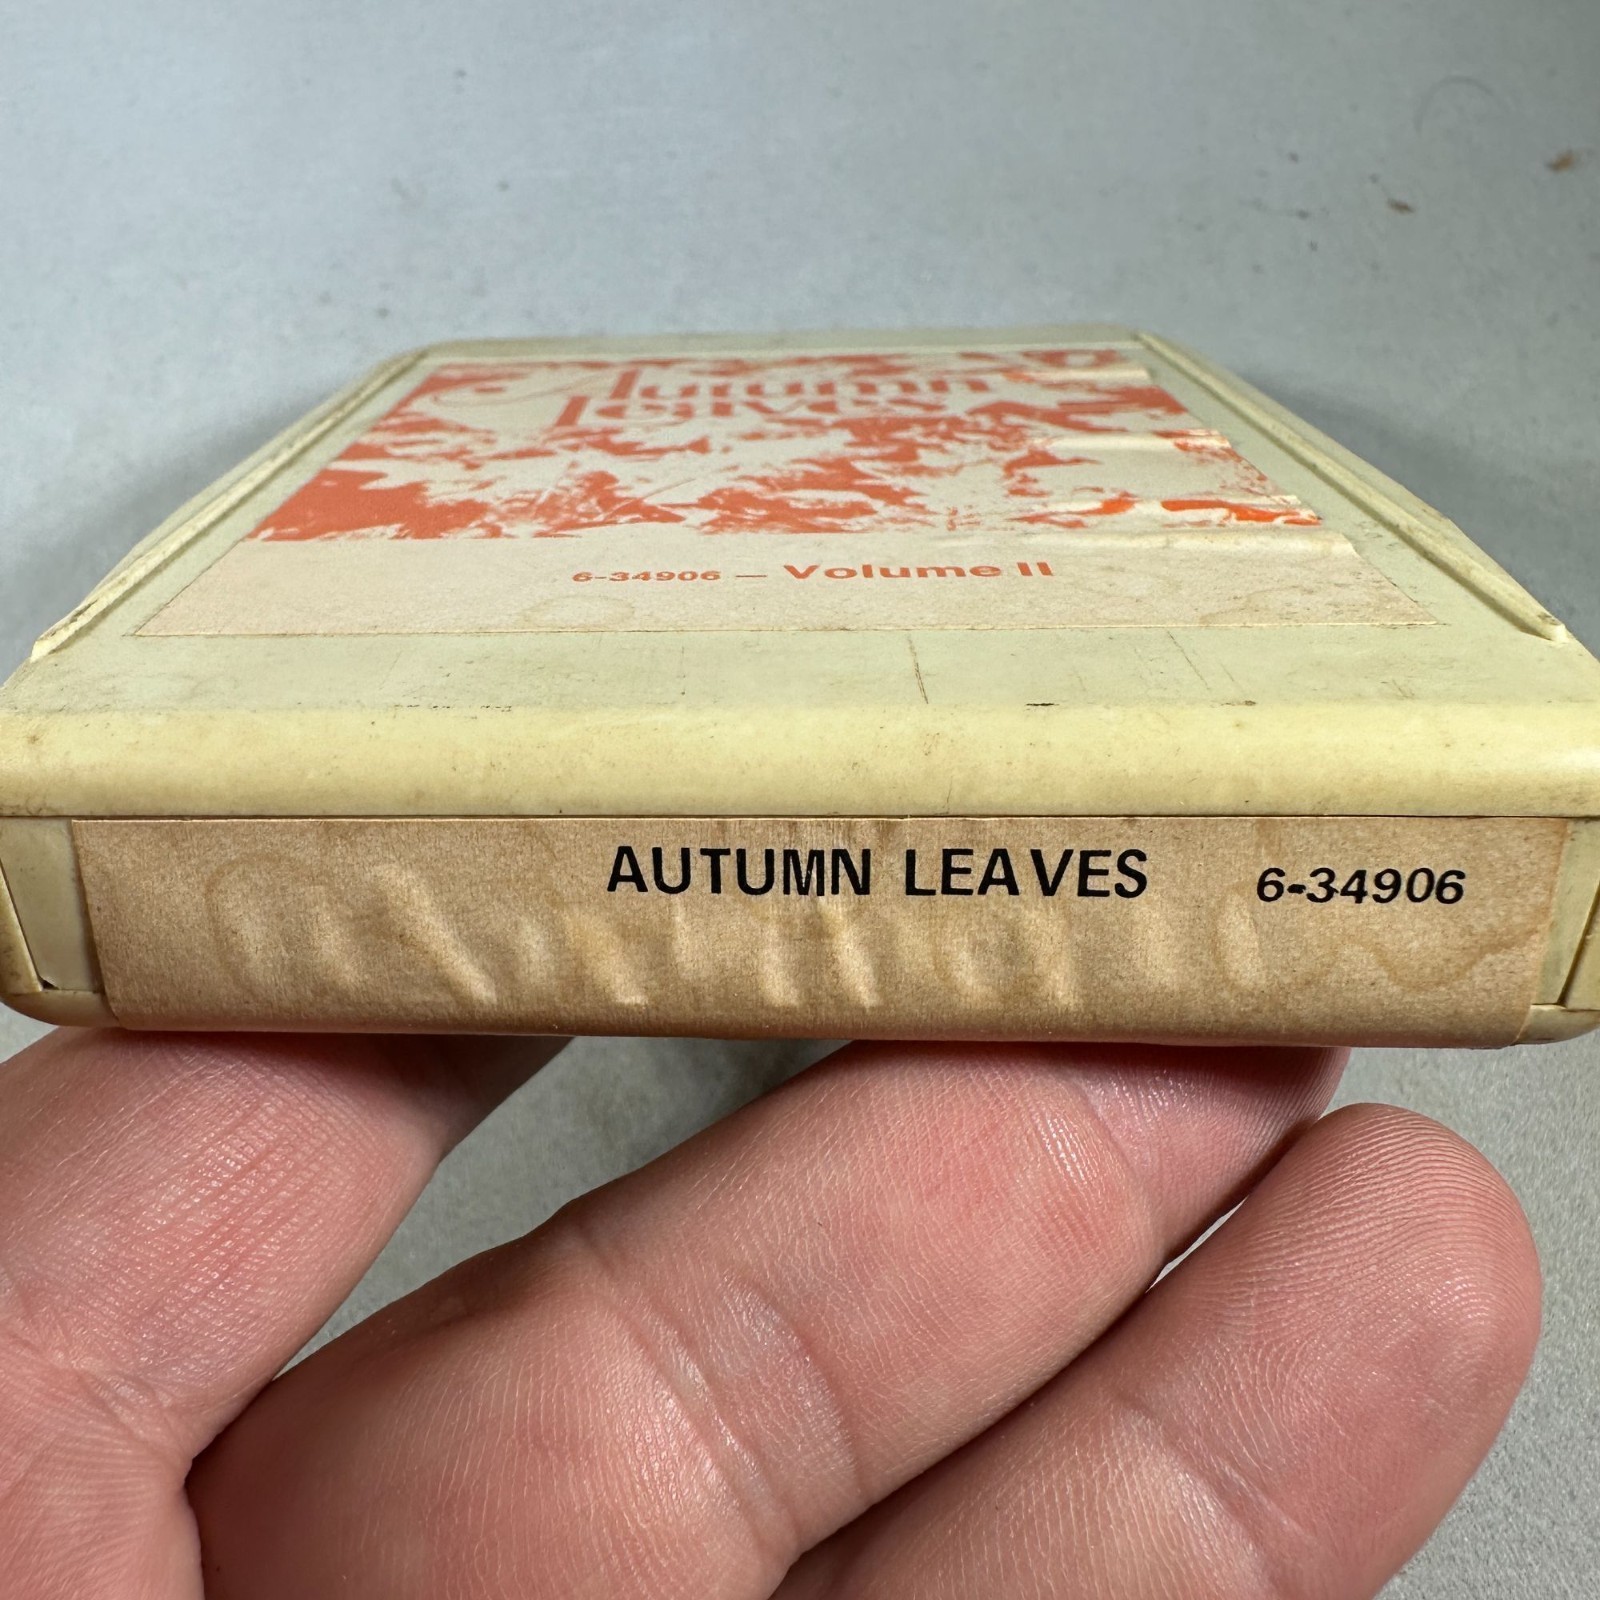 Autumn
Leaves
6-34906 – Volume II
AUTUMN LEAVES 6-34906